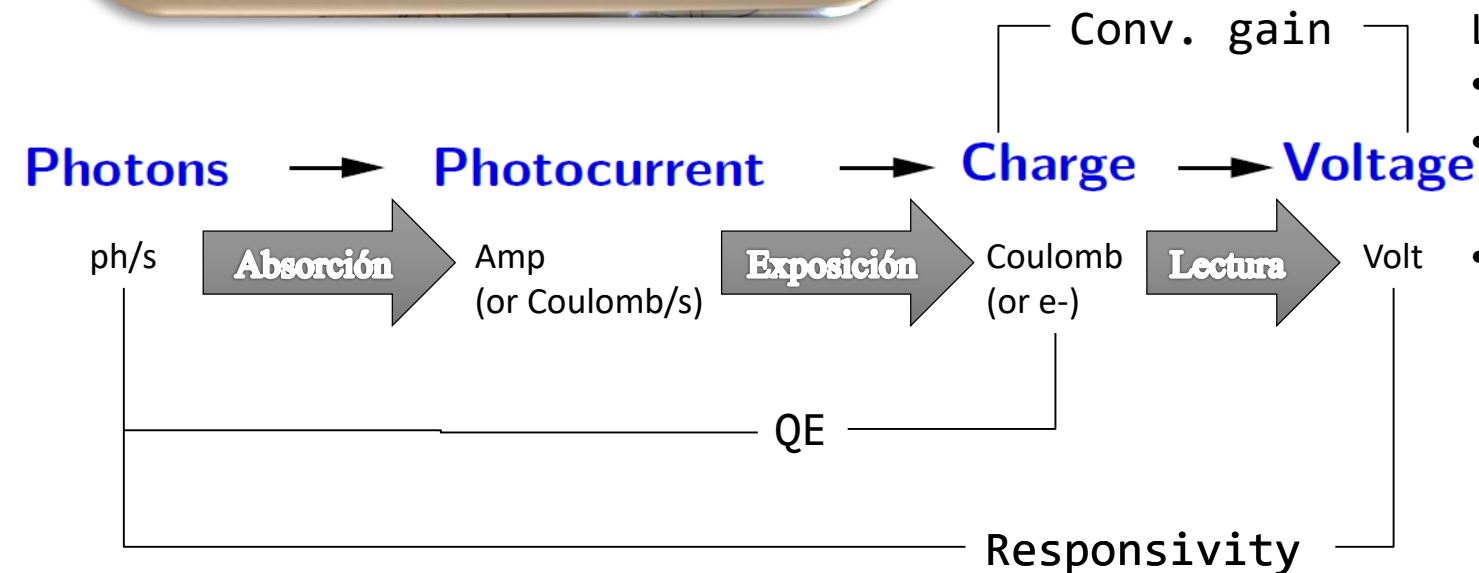 Conv. gain
Photons → Photocurrent → Charge → Voltage
ph/s Absorción Amp Exposición Coulomb Lectura Volt •
(or Coulomb/s) (or e-)
QE
Responsivity